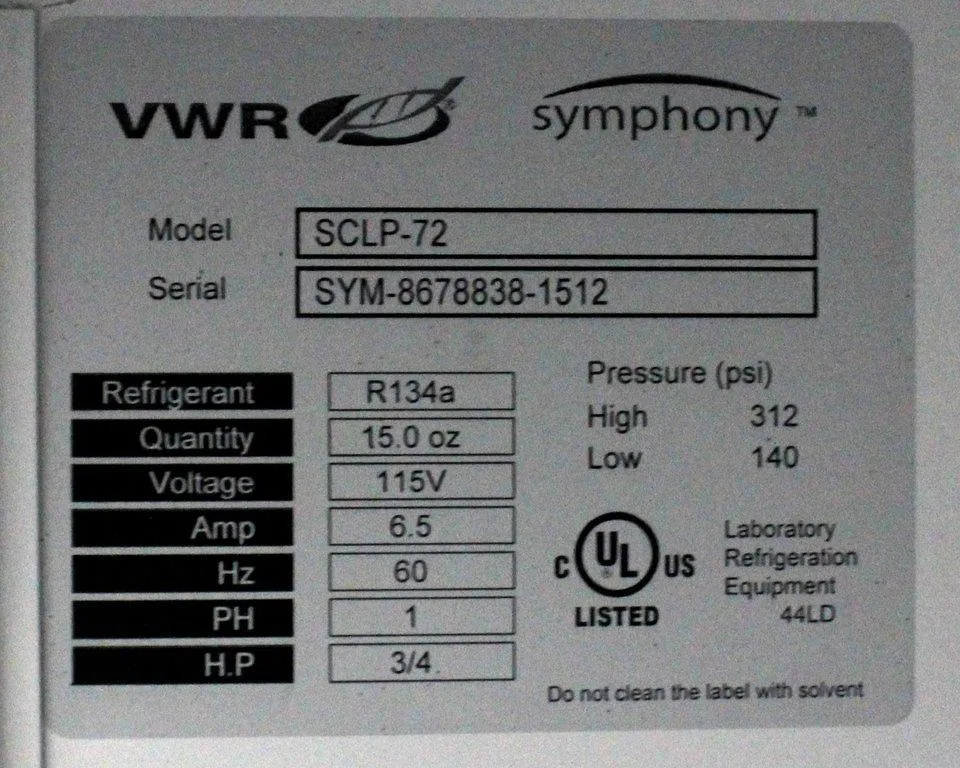 VWR® symphony™
Model SCLP-72
Serial SYM-8678838-1512
Refrigerant R134a
Quantity 15.0 oz
Voltage 115V
Amp 6.5
Hz 60
PH 1
H.P 3/4
Pressure (psi)
High 312
Low 140
C UL® US
LISTED
Laboratory
Refrigeration
Equipment
44LD
Do not clean the label with solvent